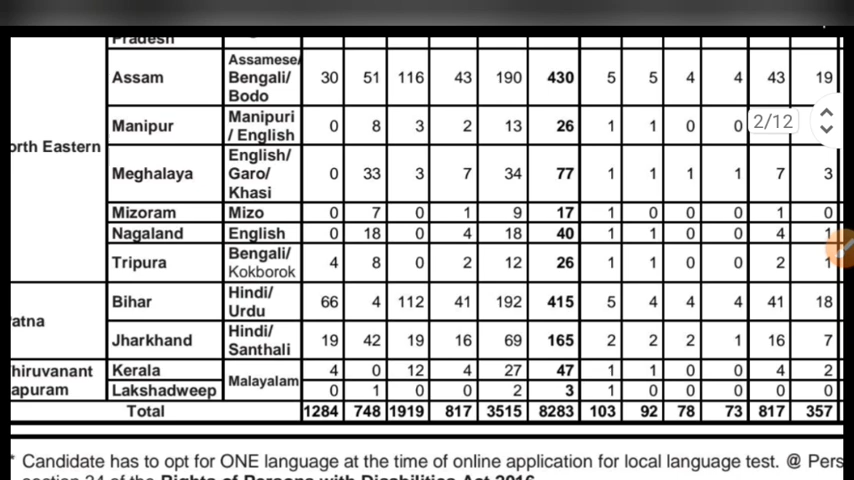 Pradesh
Assam Assamese/ Bengali/ Bodo 30 51 116 43 190 430 5 5 4 4 43 19
Manipur Manipuri / English 0 8 3 2 13 26 1 1 0 0
2/12
orth Eastern
Meghalaya English/ Garo/ Khasi 0 33 3 7 34 77 1 1 1 1 7 3
Mizoram Mizo 0 7 0 1 9 17 1 0 0 0 1 0
Nagaland English 0 18 0 4 18 40 1 1 0 0 4 1
Tripura Bengali/ Kokborok 4 8 0 2 12 26 1 1 0 0 2
atna
Bihar Hindi/ Urdu 66 4 112 41 192 415 5 4 4 4 41 18
Jharkhand Hindi/ Santhali 19 42 19 16 69 165 2 2 2 1 16 7
hiruvanant apuram
Kerala Malayalam 4 0 12 4 27 47 1 1 0 0 4 2
Lakshadweep 0 1 0 0 2 3 1 0 0 0 0 0
Total 1284 748 1919 817 3515 8283 103 92 78 73 817 357
* Candidate has to opt for ONE language at the time of online application for local language test. @ Pers
section 34 of the Rights of Persons with Disabilities Act 2016